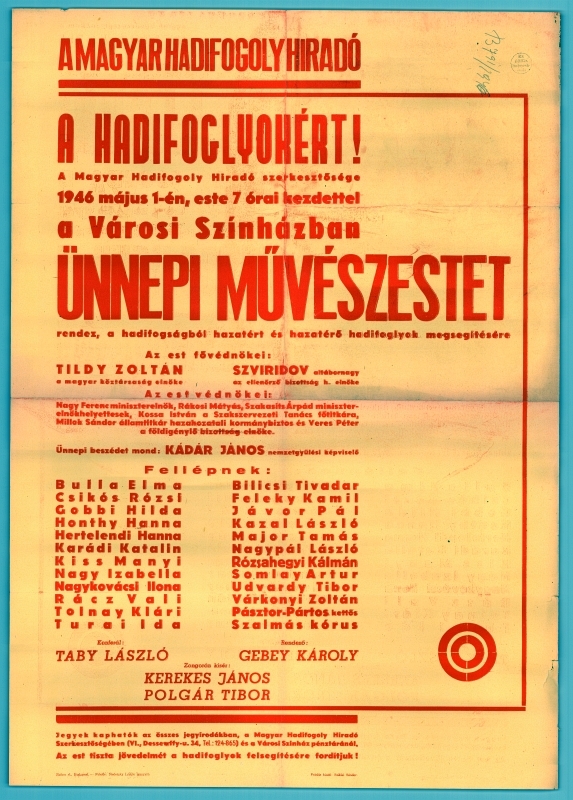 A MAGYAR HADIFOGOLY HIRADÓ
A HADIFOGLYOKÉRT!
A Magyar Hadifogoly Hiradó szerkesztősége
1946 május 1-én, este 7 órai kezdettel
a Városi Színházban
ÜNNEPI MŰVÉSZESTET
rendez, a hadifogságból hazatért és hazatérő hadifoglyok megsegítésére
Az est fővédnökei:
TILDY ZOLTÁN
a magyar köztársaság elnöke
SZVIRIDOV altábornagy
az ellenőrző bizottság h. elnöke
Az est védnökei:
Nagy Ferenc miniszterelnök, Rákosi Mátyás, Szakasits Árpád miniszter-
elnökhelyettesek, Kossa István a Szakszervezeti Tanács főtitkára,
Millok Sándor államtitkár hazahozatali kormánybiztos és Veres Péter
a földigénylő bizottság elnöke.
Ünnepi beszédet mond: KÁDÁR JÁNOS nemzetgyűlési képviselő
Fellépnek:
Bulla Elma
Csikós Rózsi
Gobbi Hilda
Honthy Hanna
Hertelendi Hanna
Karádi Katalin
Kiss Manyi
Nagy Izabella
Nagykovácsi Ilona
Rácz Vali
Tolnay Klári
Turai Ida
Bilicsi Tivadar
Feleky Kamil
Jávor Pál
Kazal László
Major Tamás
Nagypál László
Rózsahegyi Kálmán
Somlay Artur
Udvardy Tibor
Várkonyi Zoltán
Pásztor-Pártos kettős
Szalmás kórus
Konferál:
TABY LÁSZLÓ
Rendező:
GEBEY KÁROLY
Zongorán kísér:
KEREKES JÁNOS
POLGÁR TIBOR
Jegyek kaphatók az összes jegyirodákban, a Magyar Hadifogoly Hiradó
Szerkesztőségében (VI., Dessewffy-u. 34, Tel.: 124-865) és a Városi Színház pénztáránál.
Az est tiszta jövedelmét a hadifoglyok felsegítésére fordítjuk!